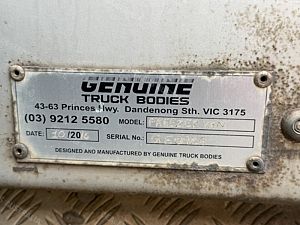 GENUINE
TRUCK BODIES
43-63 Princes Hwy. Dandenong Sth. VIC 3175
(03) 9212 5580 MODEL:
DATE: /20 SERIAL No:
DESIGNED AND MANUFACTURED BY GENUINE TRUCK BODIES